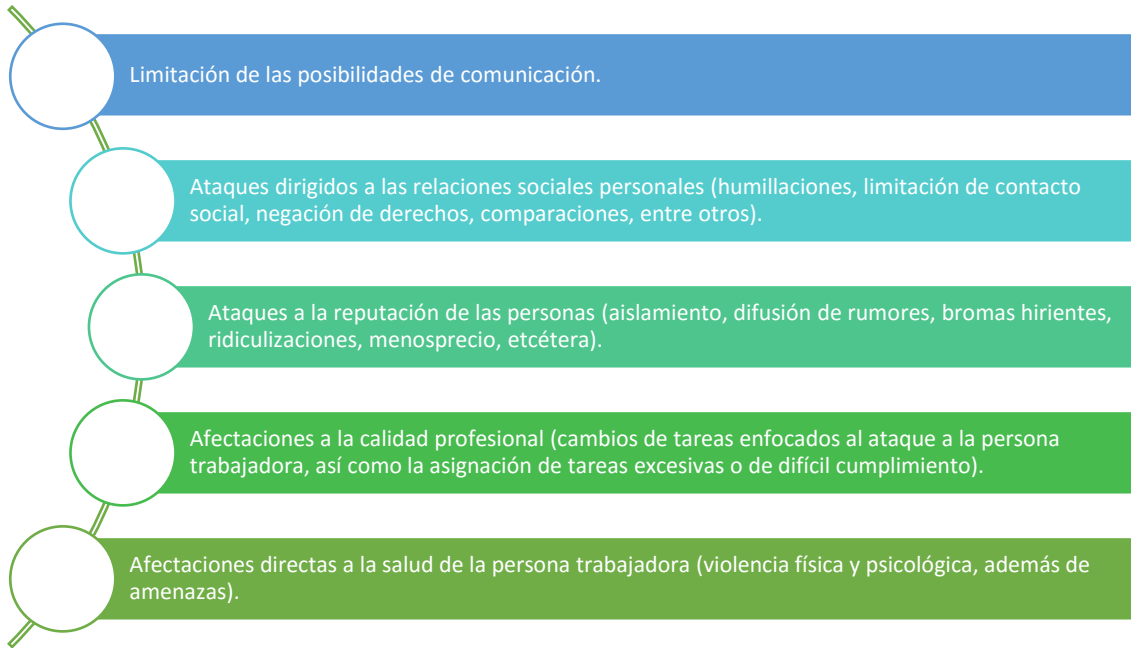 Limitación de las posibilidades de comunicación.
Ataques dirigidos a las relaciones sociales personales (humillaciones, limitación de contacto
social, negación de derechos, comparaciones, entre otros).
Ataques a la reputación de las personas (aislamiento, difusión de rumores, bromas hirientes,
ridiculizaciones, menosprecio, etcétera).
Afectaciones a la calidad profesional (cambios de tareas enfocados al ataque a la persona
trabajadora, así como la asignación de tareas excesivas o de difícil cumplimiento).
Afectaciones directas a la salud de la persona trabajadora (violencia física y psicológica, además de
amenazas).